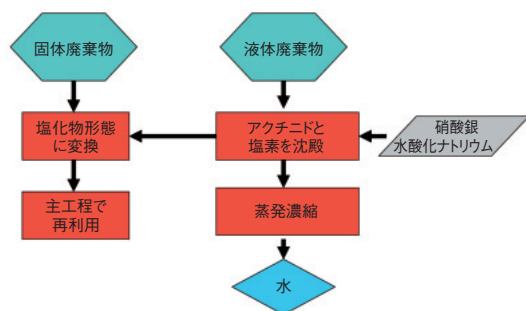 固体廃棄物
液体廃棄物
塩化物形態
に変換
アクチニドと
塩素を沈殿
硝酸銀
水酸化ナトリウム
主工程で
再利用
蒸発濃縮
水